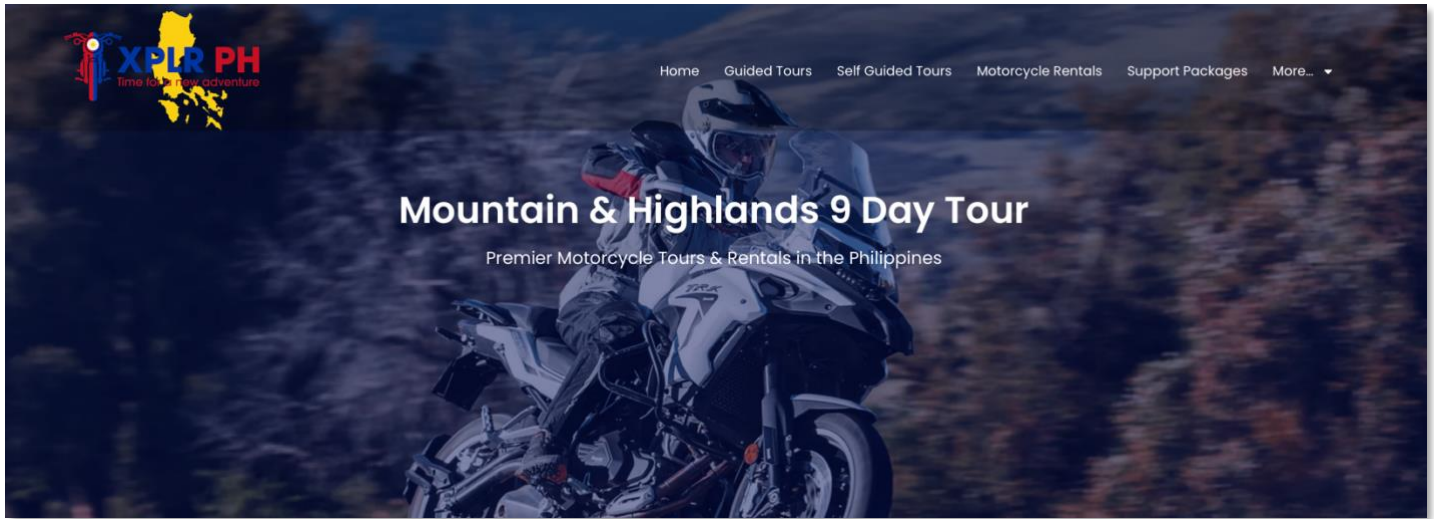 XPLR PH
Time for a new adventure
Home Guided Tours Self Guided Tours Motorcycle Rentals Support Packages More...
Mountain & Highlands 9 Day Tour
Premier Motorcycle Tours & Rentals in the Philippines
TRK